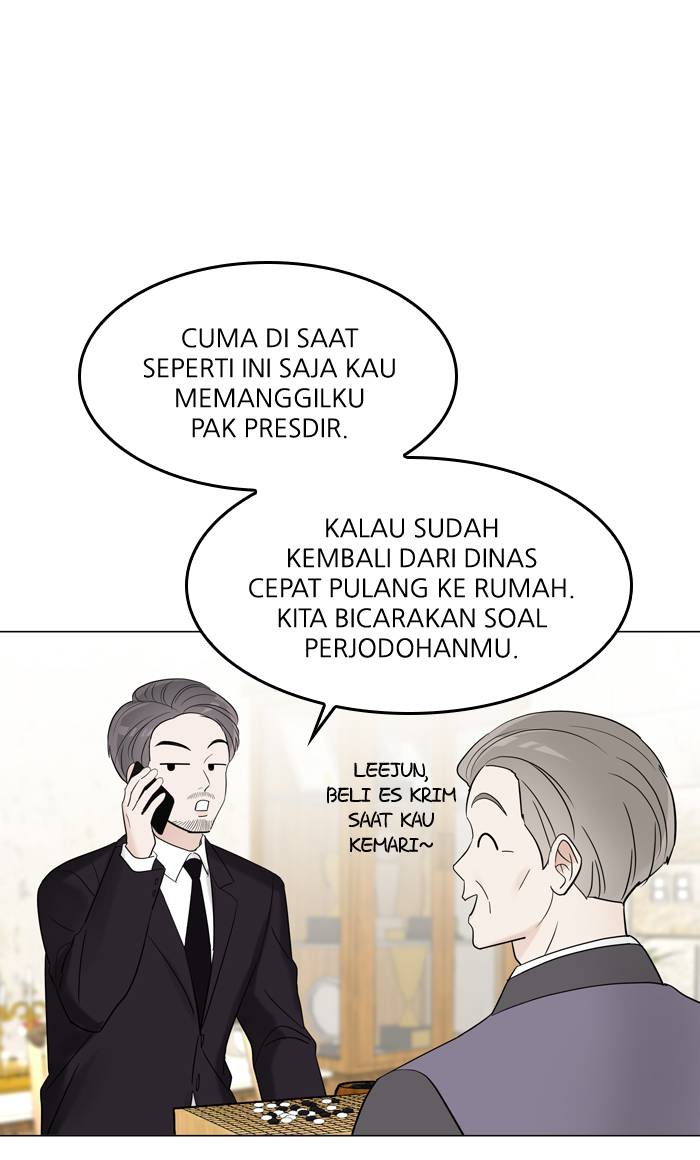 CUMA DI SAAT
SEPERTI INI SAJA KAU
MEMANGGILKU
PAK PRESDIR.
KALAU SUDAH
KEMBALI DARI DINAS
CEPAT PULANG KE RUMAH.
KITA BICARAKAN SOAL
PERJODOHANMU.
LEEJUN,
BELI ES KRIM
SAAT KAU
KEMARI~